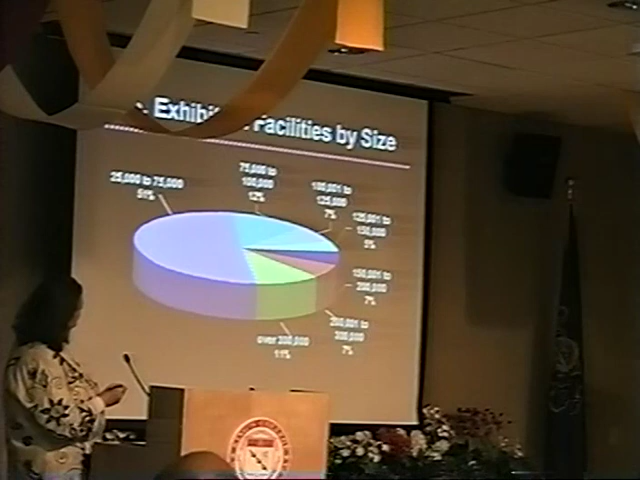 Exhibi
Facilities by Size
25,000 to 75,000
51%
75,000 to
100,000
12%
100,001 to
125,000
7%
125,001 to
150,000
5%
150,001 to
200,000
7%
200,001 to
300,000
7%
over 300,000
11%